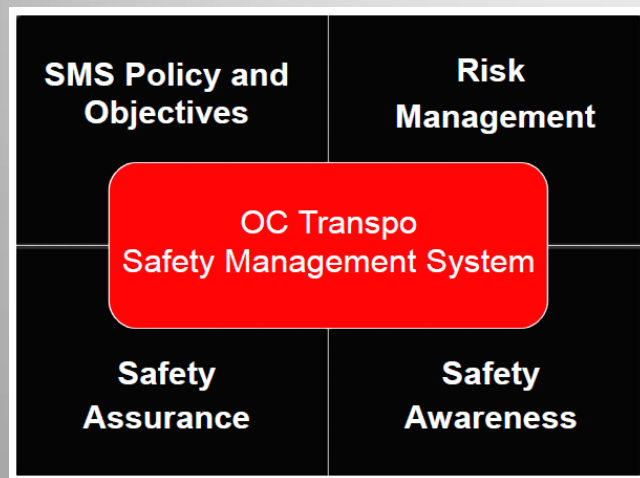 SMS Policy and
Objectives
Risk
Management
OC Transpo
Safety Management System
Safety
Assurance
Safety
Awareness